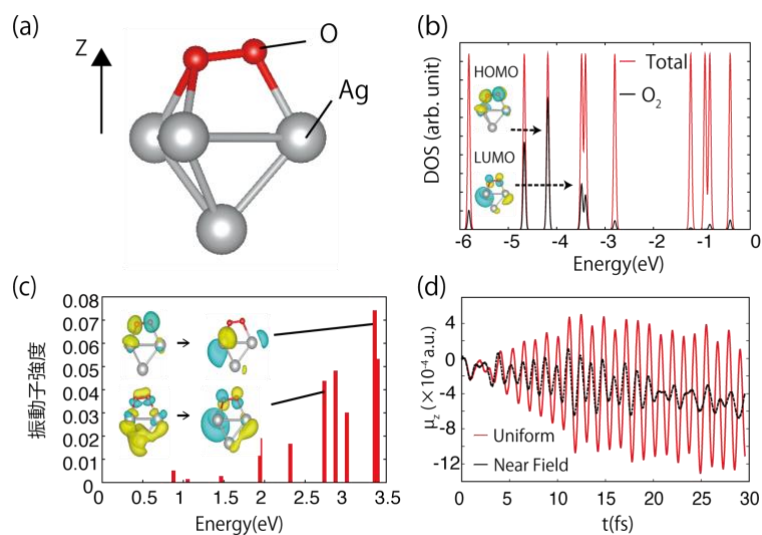 (a)
Z
O
Ag
(b)
DOS (arb. unit)
HOMO
LUMO
Total
O₂
-6 -5 -4 -3 -2 -1 0
Energy(eV)
(c)
振動子強度
0.08
0.07
0.06
0.05
0.04
0.03
0.02
0.01
0.00
0 0.5 1 1.5 2 2.5 3 3.5
Energy(eV)
(d)
μz (×10⁻⁴ a.u.)
4
0
-4
-8
-12
Uniform
Near Field
0 5 10 15 20 25 30
t(fs)